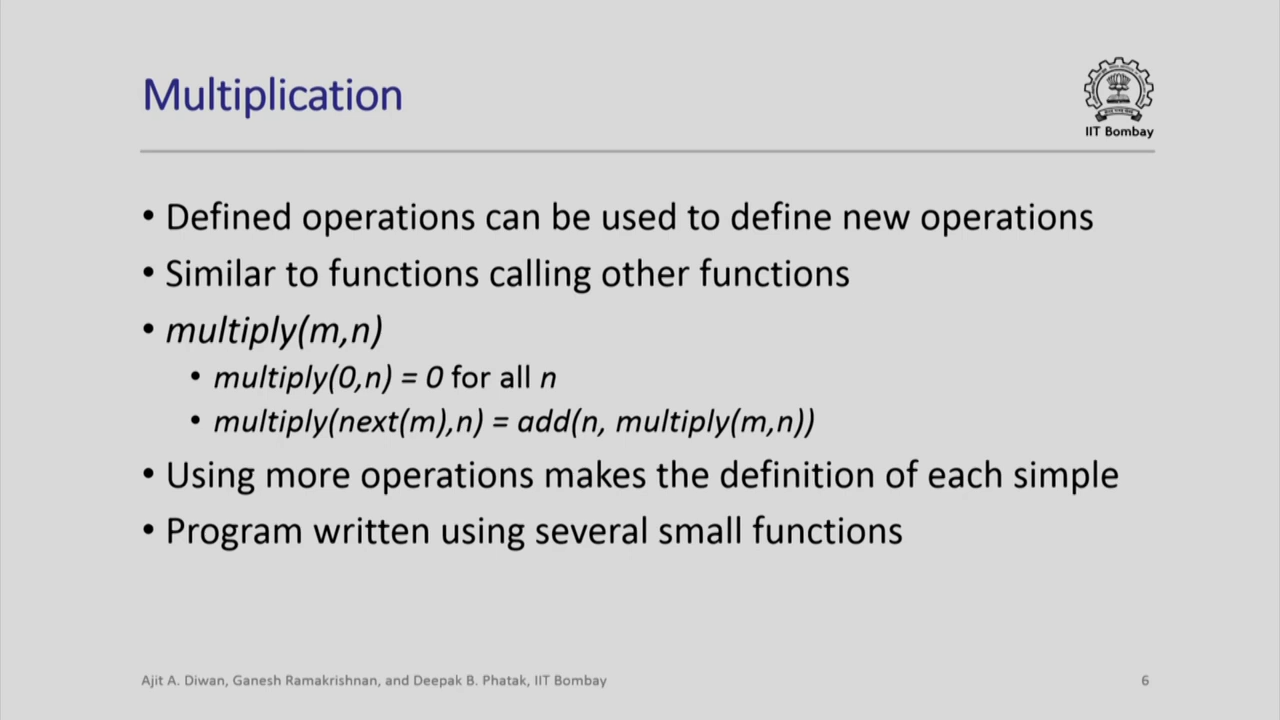 Multiplication
IIT Bombay
• Defined operations can be used to define new operations
• Similar to functions calling other functions
• multiply(m,n)
• multiply(0,n) = 0 for all n
• multiply(next(m),n) = add(n, multiply(m,n))
• Using more operations makes the definition of each simple
• Program written using several small functions
Ajit A. Diwan, Ganesh Ramakrishnan, and Deepak B. Phatak, IIT Bombay
6